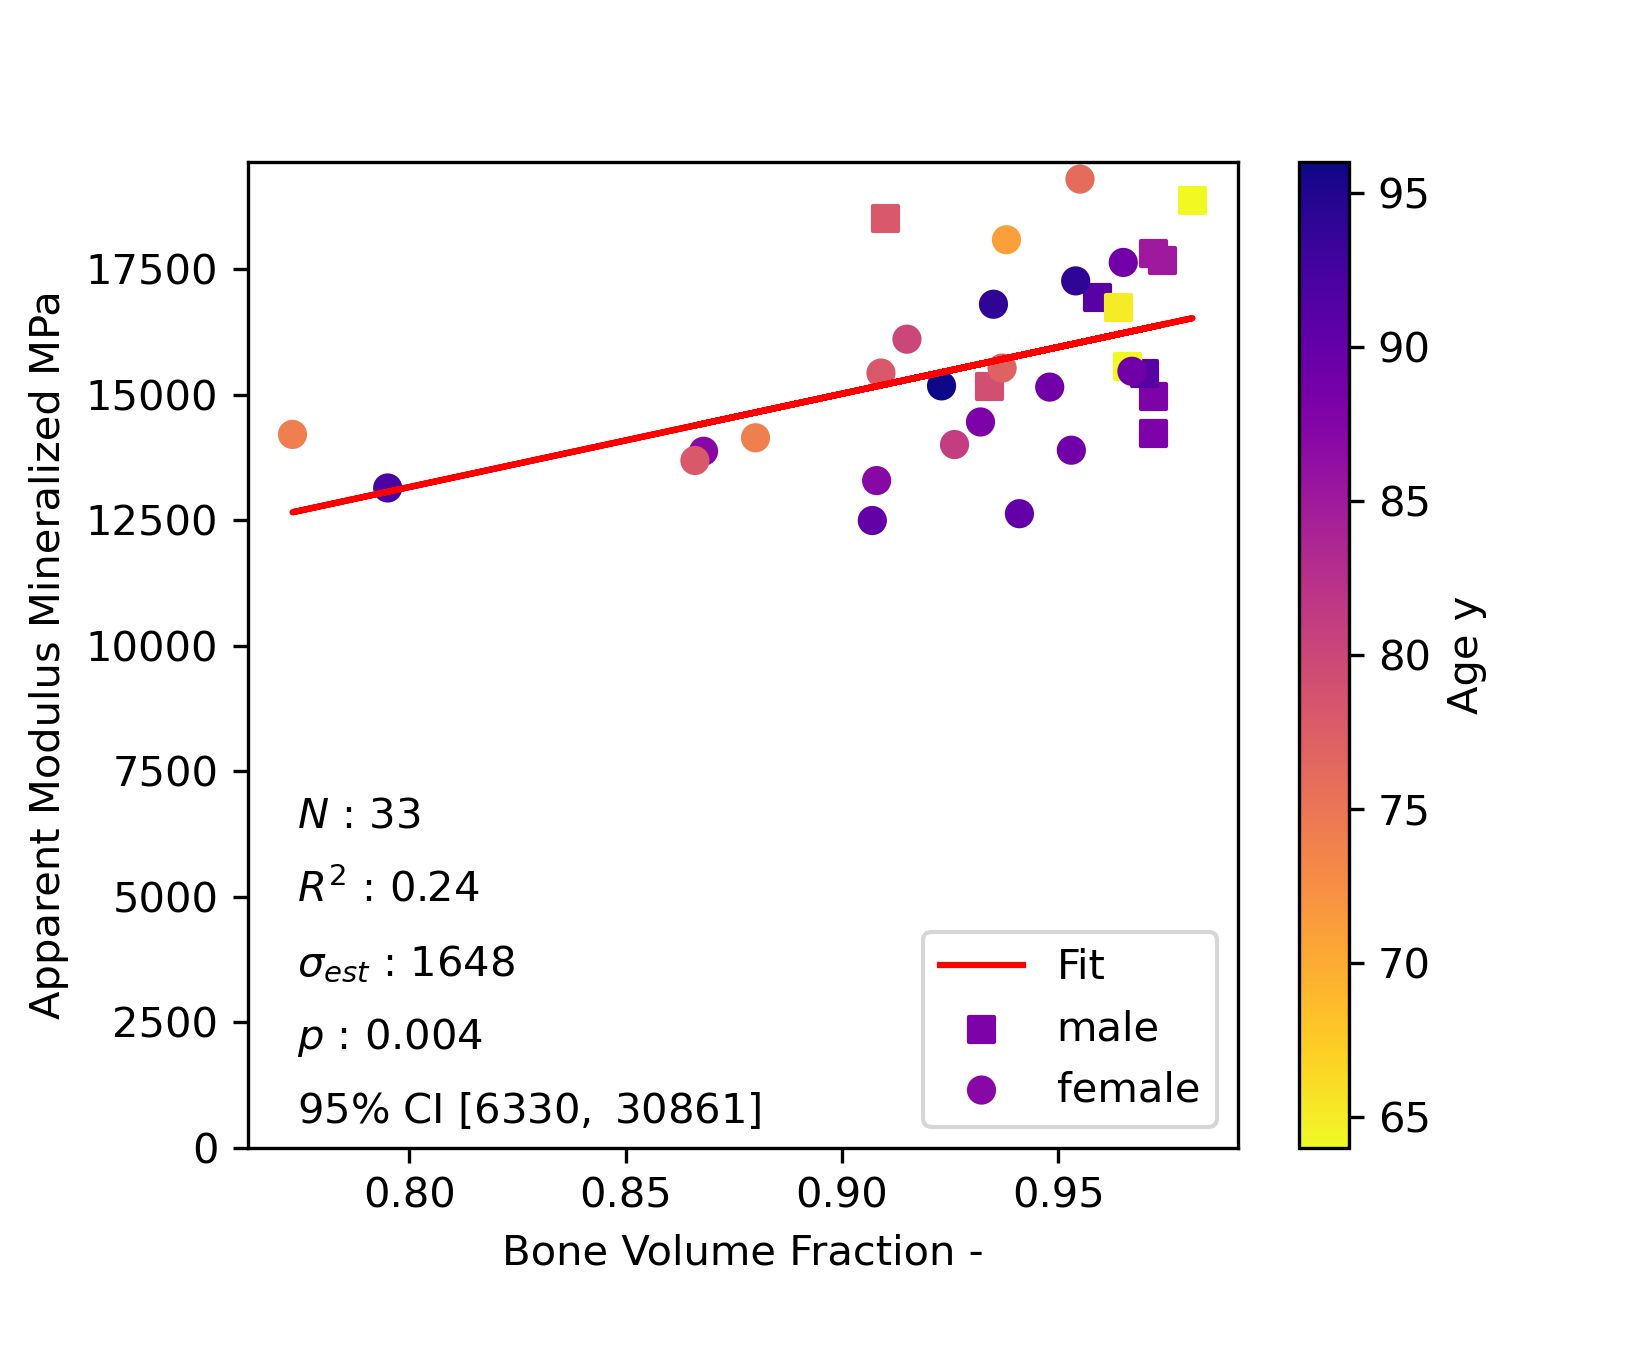 17500
15000
12500
10000
7500
5000
2500
0
Apparent Modulus Mineralized MPa
N : 33
R² : 0.24
σ_est : 1648
p : 0.004
95% CI [6330, 30861]
Fit
male
female
0.80 0.85 0.90 0.95
Bone Volume Fraction -
95
90
85
80
75
70
65
Age y